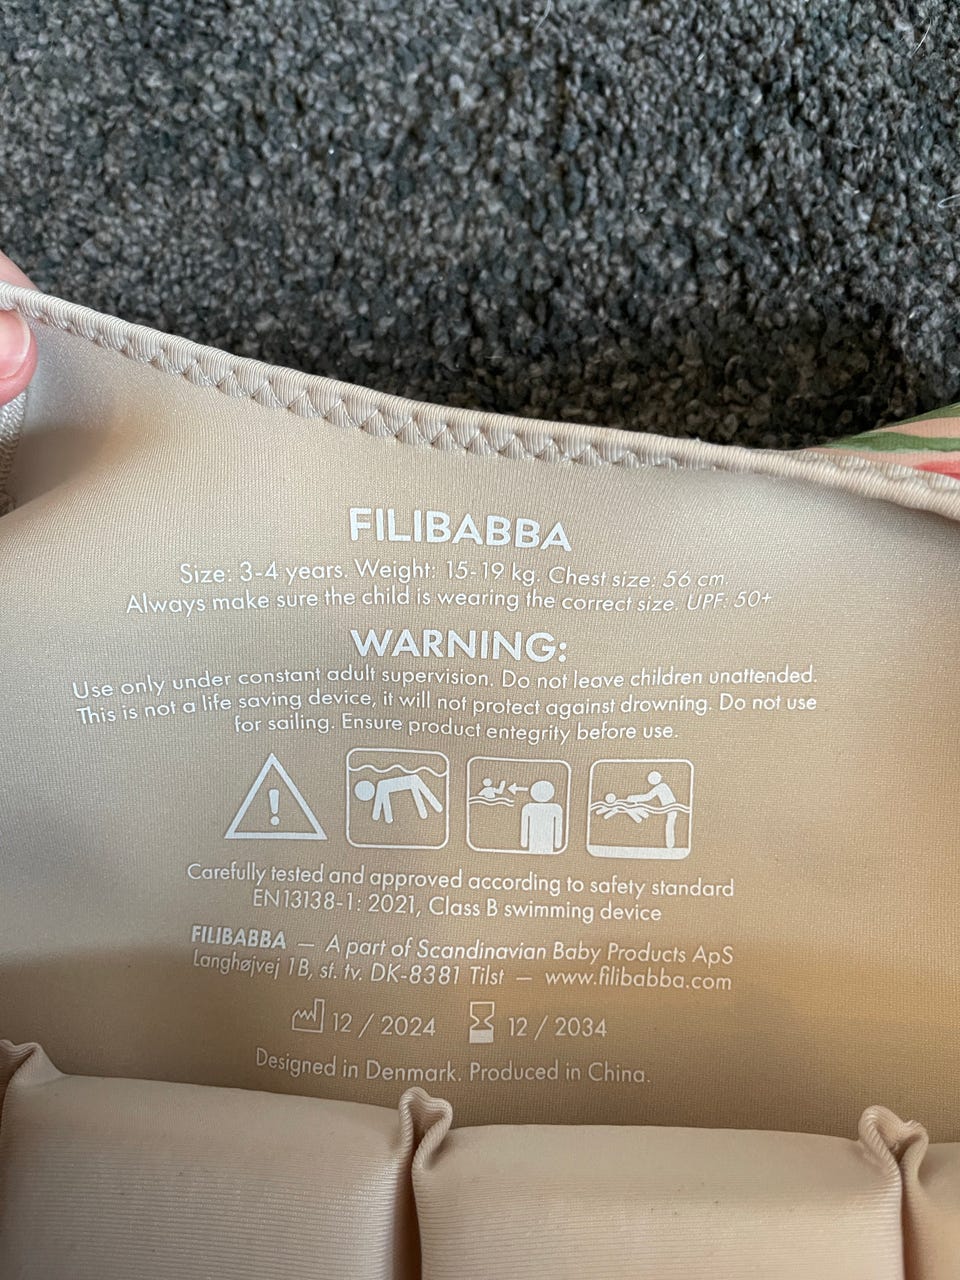 FILIBABBA
Size: 3-4 years. Weight: 15-19 kg. Chest size: 56 cm.
Always make sure the child is wearing the correct size. UPF: 50+
WARNING:
Use only under constant adult supervision. Do not leave children unattended.
This is not a life saving device, it will not protect against drowning. Do not use
for sailing. Ensure product entegrity before use.
Carefully tested and approved according to safety standard
EN13138-1: 2021, Class B swimming device
FILIBABBA — A part of Scandinavian Baby Products ApS
Langhøjvej 1B, st. tv. DK-8381 Tilst — www.filibabba.com
12 / 2024 12 / 2034
Designed in Denmark. Produced in China.